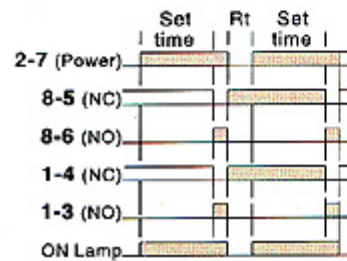 Set Rt Set
time time
2-7 (Power)
8-5 (NC)
8-6 (NO)
1-4 (NC)
1-3 (NO)
ON Lamp